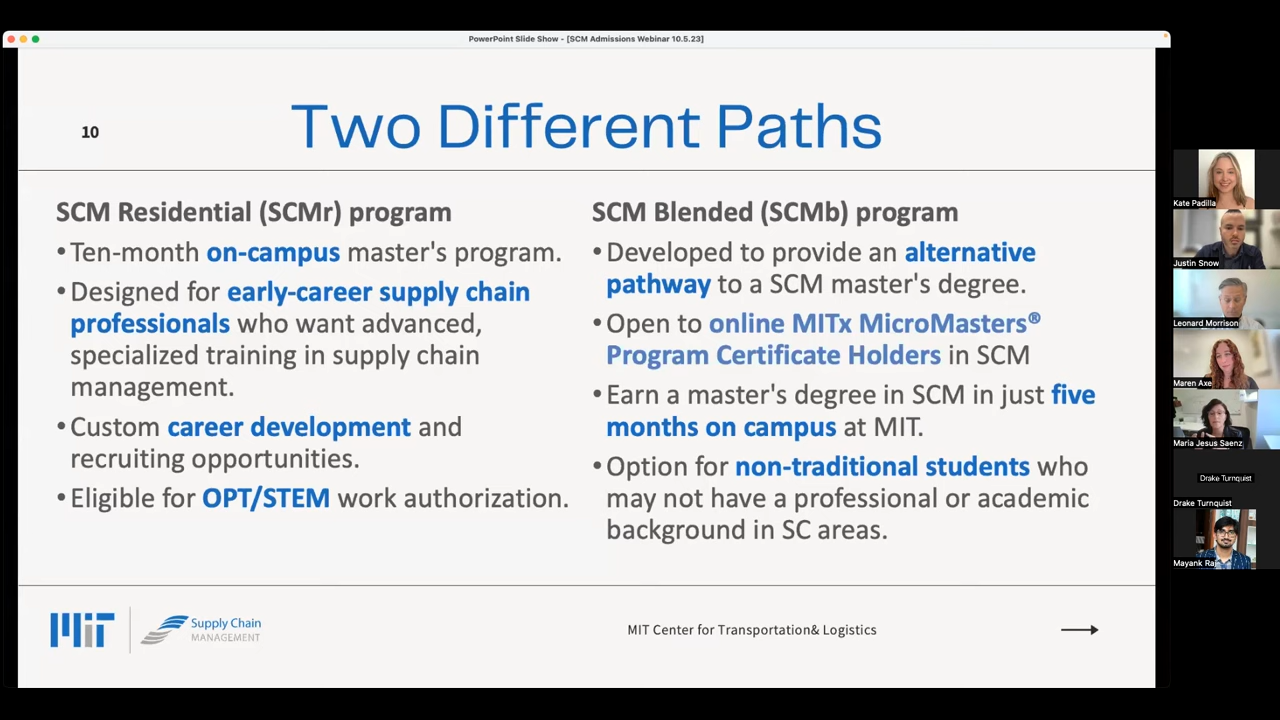 PowerPoint Slide Show - [SCM Admissions Webinar 10.5.23]
10
Two Different Paths
SCM Residential (SCMr) program
•Ten-month on-campus master's program.
•Designed for early-career supply chain
professionals who want advanced,
specialized training in supply chain
management.
•Custom career development and
recruiting opportunities.
•Eligible for OPT/STEM work authorization.
SCM Blended (SCMb) program
•Developed to provide an alternative
pathway to a SCM master's degree.
•Open to online MITx MicroMasters®
Program Certificate Holders in SCM
•Earn a master's degree in SCM in just five
months on campus at MIT.
•Option for non-traditional students who
may not have a professional or academic
background in SC areas.
MIT
Supply Chain
MANAGEMENT
MIT Center for Transportation& Logistics
Kate Padilla
Justin Snow
Leonard Morrison
Maren Axe
Maria Jesus Saenz
Drake Turnquist
Drake Turnquist
Mayank Raj